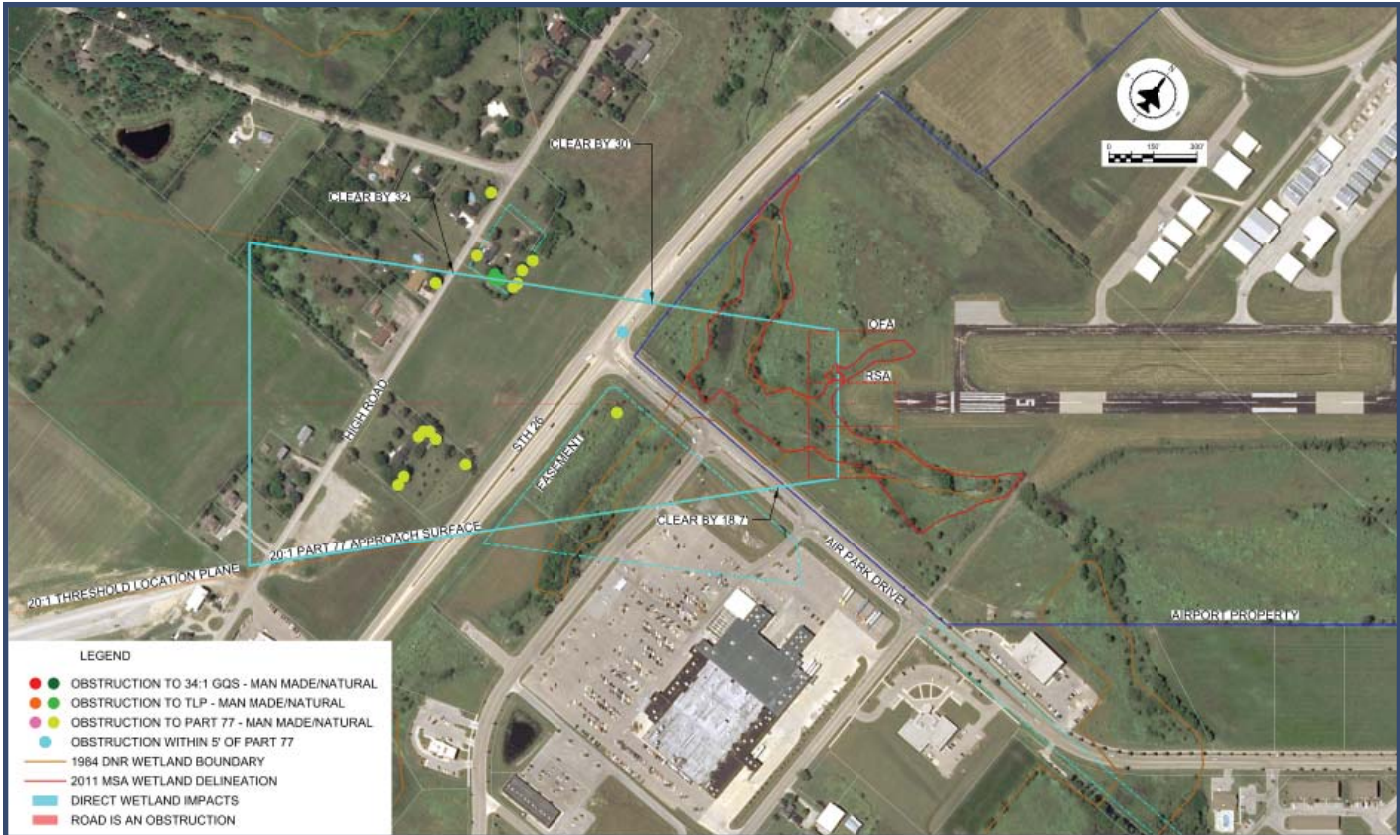 CLEAR BY 30'
CLEAR BY 32'
0 150' 300'
OFA
RSA
5
HIGH ROAD
STH 26
EASEMENT
CLEAR BY 18.7'
20:1 PART 77 APPROACH SURFACE
20:1 THRESHOLD LOCATION PLANE
AIR PARK DRIVE
AIRPORT PROPERTY
LEGEND
OBSTRUCTION TO 34:1 GQS - MAN MADE/NATURAL
OBSTRUCTION TO TLP - MAN MADE/NATURAL
OBSTRUCTION TO PART 77 - MAN MADE/NATURAL
OBSTRUCTION WITHIN 5' OF PART 77
1984 DNR WETLAND BOUNDARY
2011 MSA WETLAND DELINEATION
DIRECT WETLAND IMPACTS
ROAD IS AN OBSTRUCTION